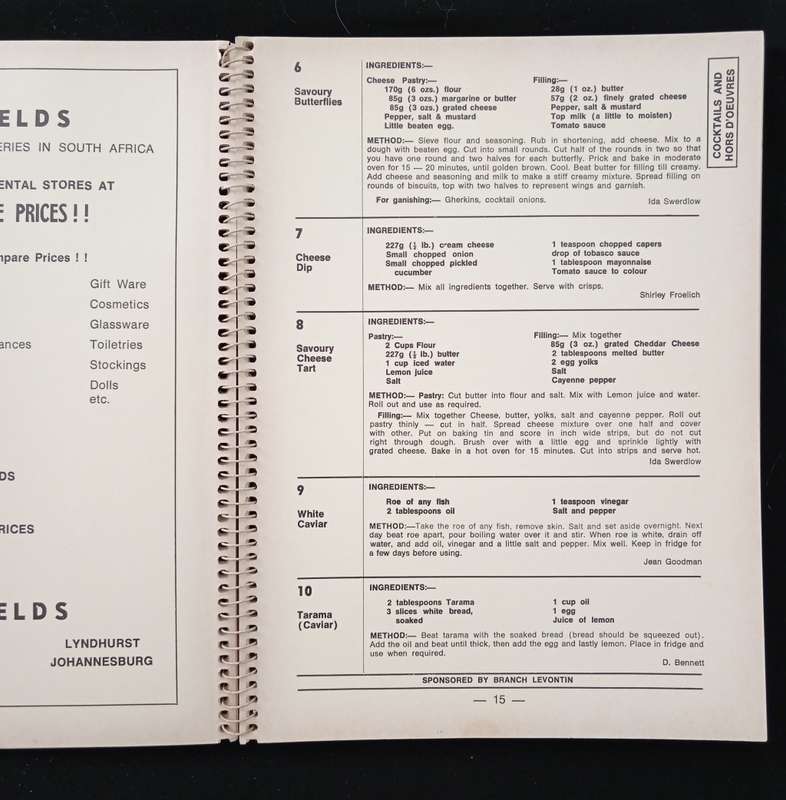 ELDS
ERIES IN SOUTH AFRICA
ENTAL STORES AT
E PRICES!!
mpare Prices ! !
Gift Ware
Cosmetics
Glassware
ances Toiletries
Stockings
Dolls
etc.
DS
RICES
ELDS
LYNDHURST
JOHANNESBURG
COCKTAILS AND
HORS D'OEUVRES
6
Savoury
Butterflies
INGREDIENTS:—
Cheese Pastry:—
170g (6 ozs.) flour
85g (3 ozs.) margarine or butter
85g (3 ozs.) grated cheese
Pepper, salt & mustard
Little beaten egg.
Filling:—
28g (1 oz.) butter
57g (2 oz.) finely grated cheese
Pepper, salt & mustard
Top milk (a little to moisten)
Tomato sauce
METHOD:— Sieve flour and seasoning. Rub in shortening, add cheese. Mix to a
dough with beaten egg. Cut into small rounds. Cut half of the rounds in two so that
you have one round and two halves for each butterfly. Prick and bake in moderate
oven for 15 — 20 minutes, until golden brown. Cool. Beat butter for filling till creamy.
Add cheese and seasoning and milk to make a stiff creamy mixture. Spread filling on
rounds of biscuits, top with two halves to represent wings and garnish.
For ganishing:— Gherkins, cocktail onions.
Ida Swerdlow
7
Cheese
Dip
INGREDIENTS:—
227g (½ lb.) cream cheese
Small chopped onion
Small chopped pickled
cucumber
1 teaspoon chopped capers
drop of tobasco sauce
1 tablespoon mayonnaise
Tomato sauce to colour
METHOD:— Mix all ingredients together. Serve with crisps.
Shirley Froelich
8
Savoury
Cheese
Tart
INGREDIENTS:—
Pastry:—
2 Cups Flour
227g (½ lb.) butter
1 cup iced water
Lemon juice
Salt
Filling:— Mix together
85g (3 oz.) grated Cheddar Cheese
2 tablespoons melted butter
2 egg yolks
Salt
Cayenne pepper
METHOD:— Pastry: Cut butter into flour and salt. Mix with Lemon juice and water.
Roll out and use as required.
Filling:— Mix together Cheese, butter, yolks, salt and cayenne pepper. Roll out
pastry thinly — cut in half. Spread cheese mixture over one half and cover
with other. Put on baking tin and score in inch wide strips, but do not cut
right through dough. Brush over with a little egg and sprinkle lightly with
grated cheese. Bake in a hot oven for 15 minutes. Cut into strips and serve hot.
Ida Swerdlow
9
White
Caviar
INGREDIENTS:—
Roe of any fish
2 tablespoons oil
1 teaspoon vinegar
Salt and pepper
METHOD:—Take the roe of any fish, remove skin. Salt and set aside overnight. Next
day beat roe apart, pour boiling water over it and stir. When roe is white, drain off
water, and add oil, vinegar and a little salt and pepper. Mix well. Keep in fridge for
a few days before using.
Jean Goodman
10
Tarama
(Caviar)
INGREDIENTS:—
2 tablespoons Tarama
3 slices white bread,
soaked
1 cup oil
1 egg
Juice of lemon
METHOD:— Beat tarama with the soaked bread (bread should be squeezed out).
Add the oil and beat until thick, then add the egg and lastly lemon. Place in fridge and
use when required.
D. Bennett
SPONSORED BY BRANCH LEVONTIN
— 15 —